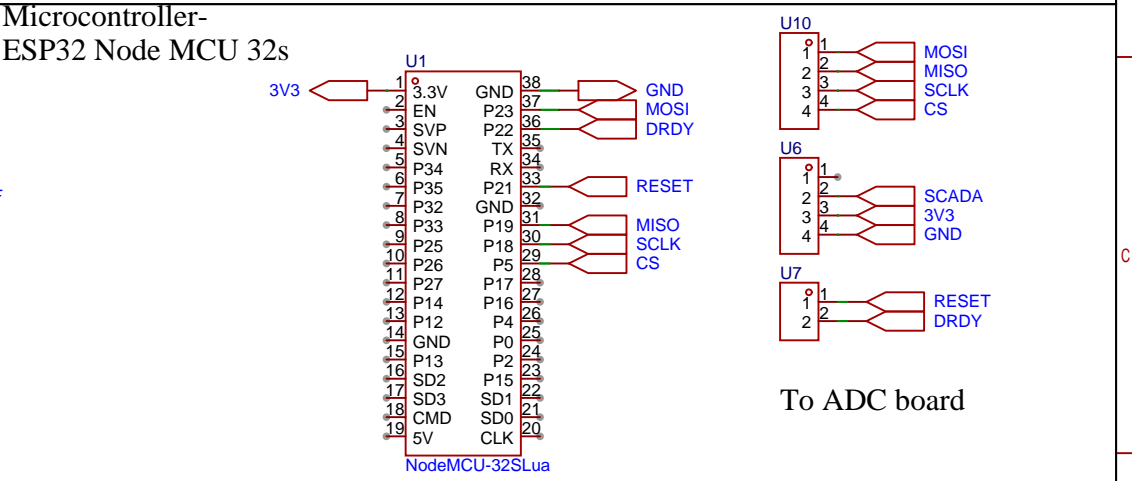 Microcontroller-
ESP32 Node MCU 32s
U1
3V3
1 3.3V GND 38 GND
2 EN P23 37 MOSI
3 SVP P22 36 DRDY
4 SVN TX 35
5 P34 RX 34
6 P35 P21 33 RESET
7 P32 GND 32
8 P33 P19 31 MISO
9 P25 P18 30 SCLK
10 P26 P5 29 CS
11 P27 P17 28
12 P14 P16 27
13 P12 P4 26
14 GND P0 25
15 P13 P2 24
16 SD2 P15 23
17 SD3 SD1 22
18 CMD SD0 21
19 5V CLK 20
NodeMCU-32SLua
U10
1 1 MOSI
2 2 MISO
3 3 SCLK
4 4 CS
U6
1 1
2 2 SCADA
3 3 3V3
4 4 GND
U7
1 1 RESET
2 2 DRDY
To ADC board
C